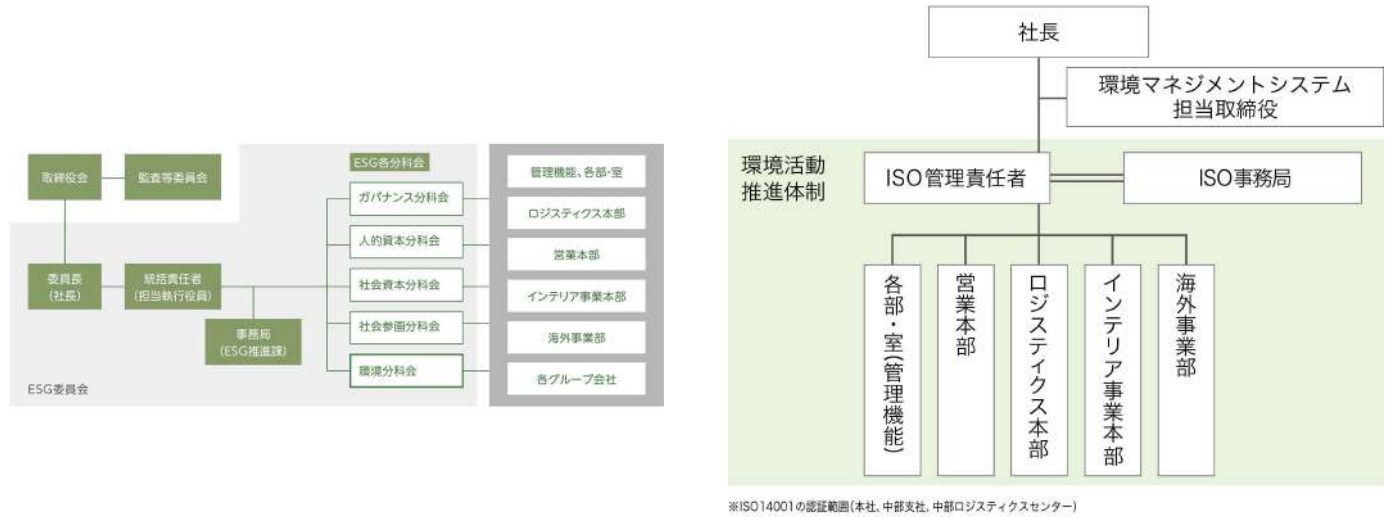 取締役会
監査等委員会
委員長
(社長)
統括責任者
(担当執行役員)
事務局
(ESG推進課)
ESG委員会
ESG各分科会
ガバナンス分科会
人的資本分科会
社会資本分科会
社会参画分科会
環境分科会
管理機能、各部・室
ロジスティクス本部
営業本部
インテリア事業本部
海外事業部
各グループ会社
社長
環境マネジメントシステム
担当取締役
環境活動
推進体制
ISO管理責任者
ISO事務局
各部・室(管理機能)
営業本部
ロジスティクス本部
インテリア事業本部
海外事業部
※ISO14001の認証範囲(本社、中部支社、中部ロジスティクスセンター)